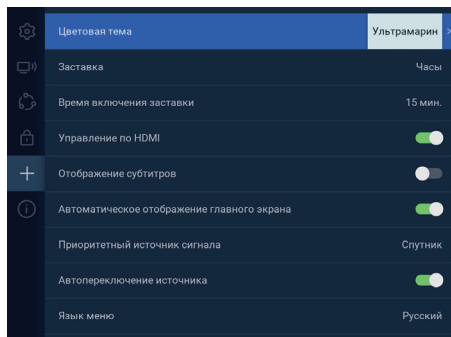 Цветовая тема Ультрамарин >
Заставка Часы
Время включения заставки 15 мин.
Управление по HDMI
Отображение субтитров
Автоматическое отображение главного экрана
Приоритетный источник сигнала Спутник
Автопереключение источника
Язык меню Русский